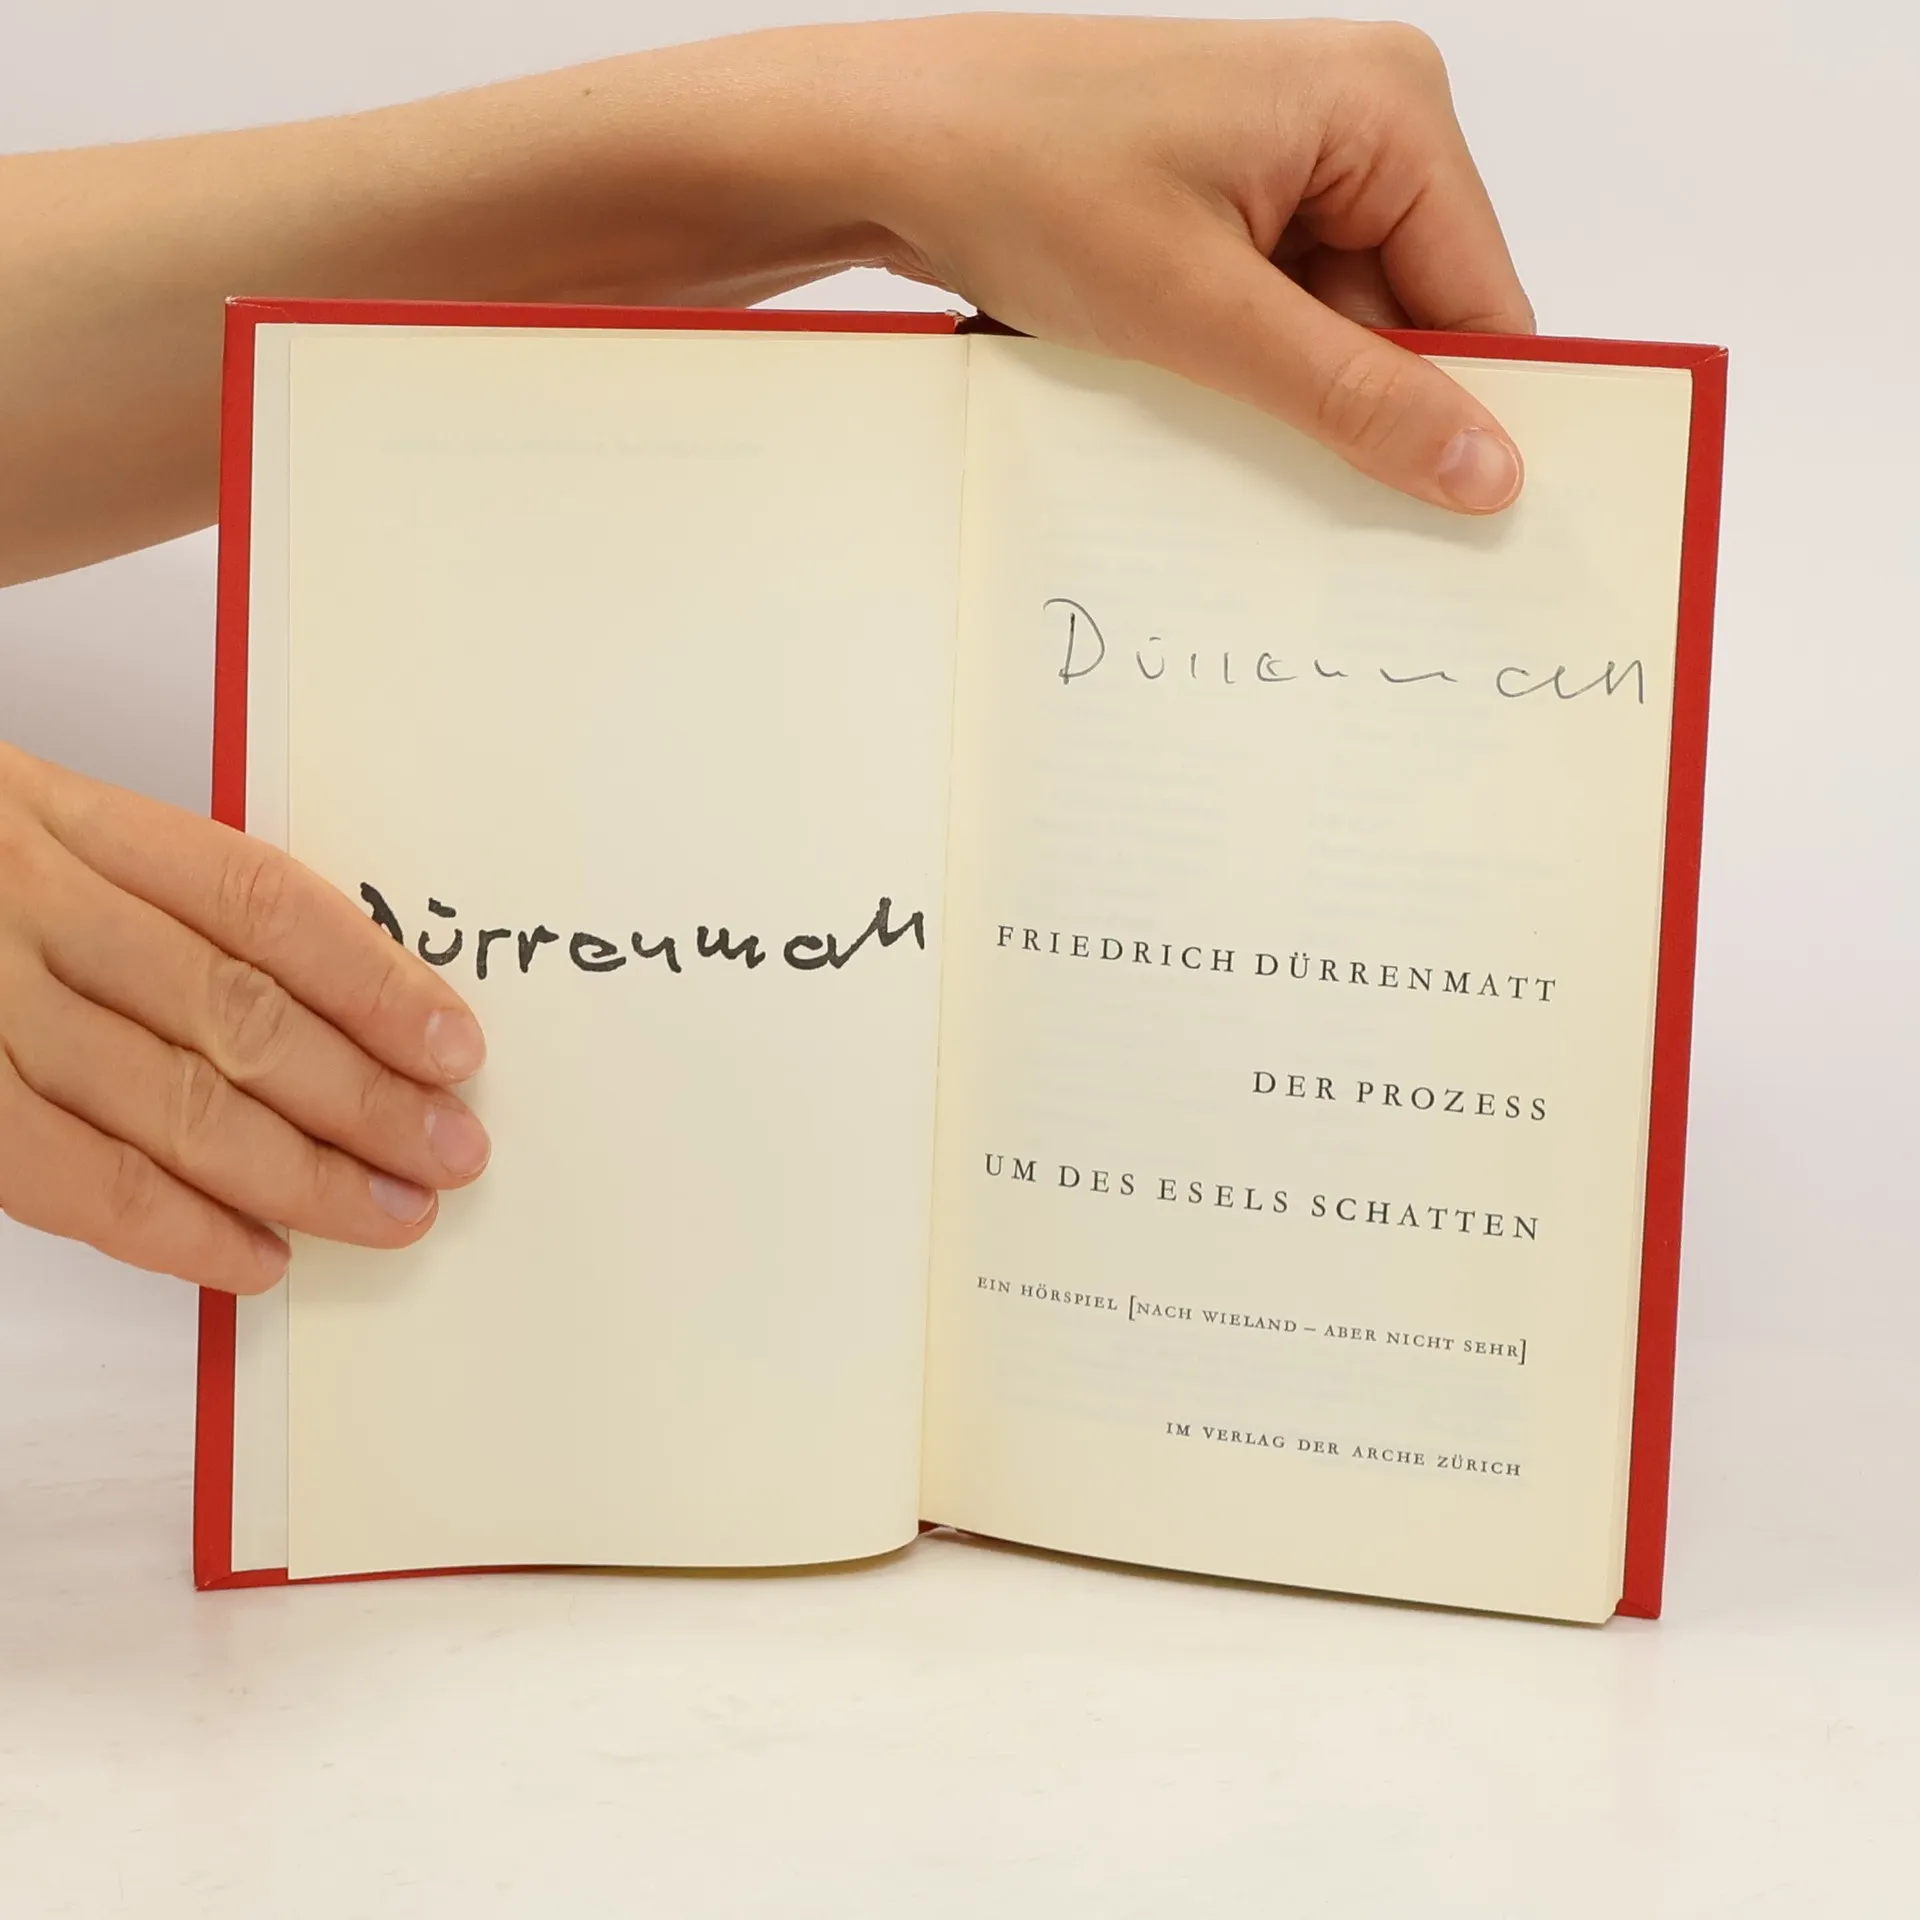 Dürrenmatt
Dürrenmatt
FRIEDRICH DÜRRENMATT
DER PROZESS
UM DES ESELS SCHATTEN
EIN HÖRSPIEL [NACH WIELAND – ABER NICHT SEHR]
IM VERLAG DER ARCHE ZÜRICH